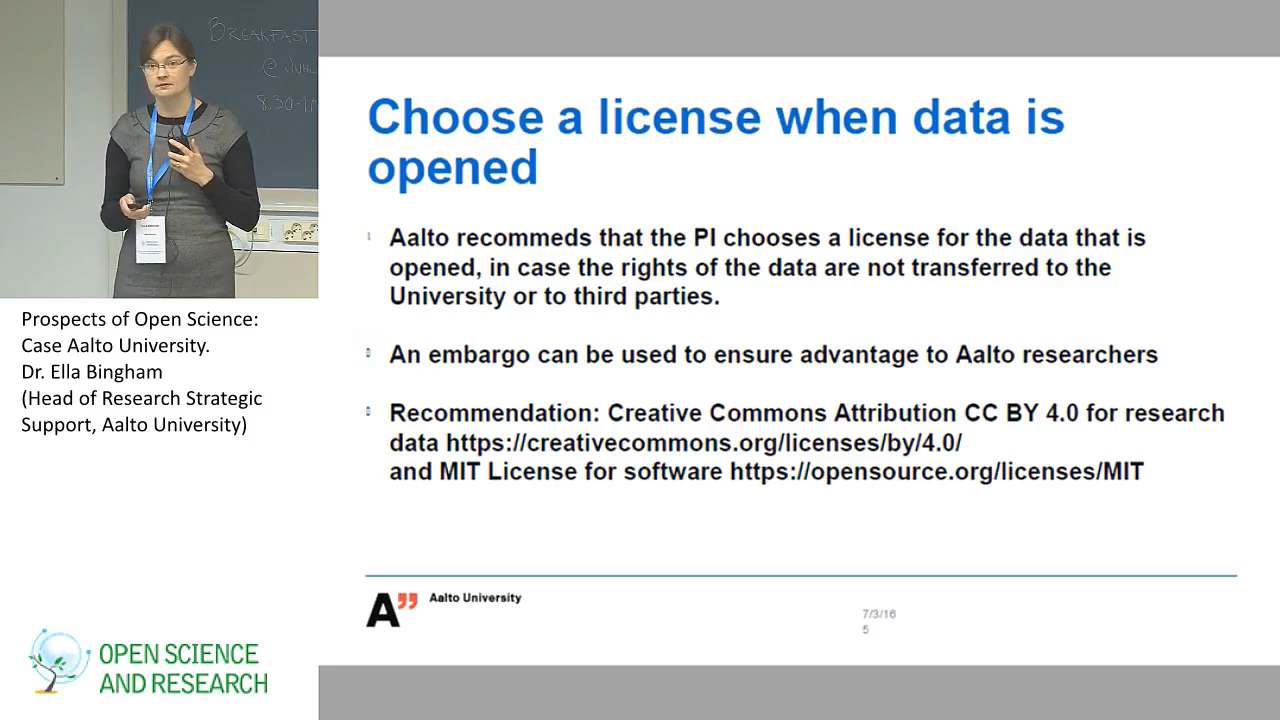 BREAKFAST
@ JUHL
8.30-1
Prospects of Open Science:
Case Aalto University.
Dr. Ella Bingham
(Head of Research Strategic
Support, Aalto University)
OPEN SCIENCE
AND RESEARCH
Choose a license when data is
opened
Aalto recommeds that the PI chooses a license for the data that is
opened, in case the rights of the data are not transferred to the
University or to third parties.
An embargo can be used to ensure advantage to Aalto researchers
Recommendation: Creative Commons Attribution CC BY 4.0 for research
data https://creativecommons.org/licenses/by/4.0/
and MIT License for software https://opensource.org/licenses/MIT
A”
Aalto University
7/3/16
5